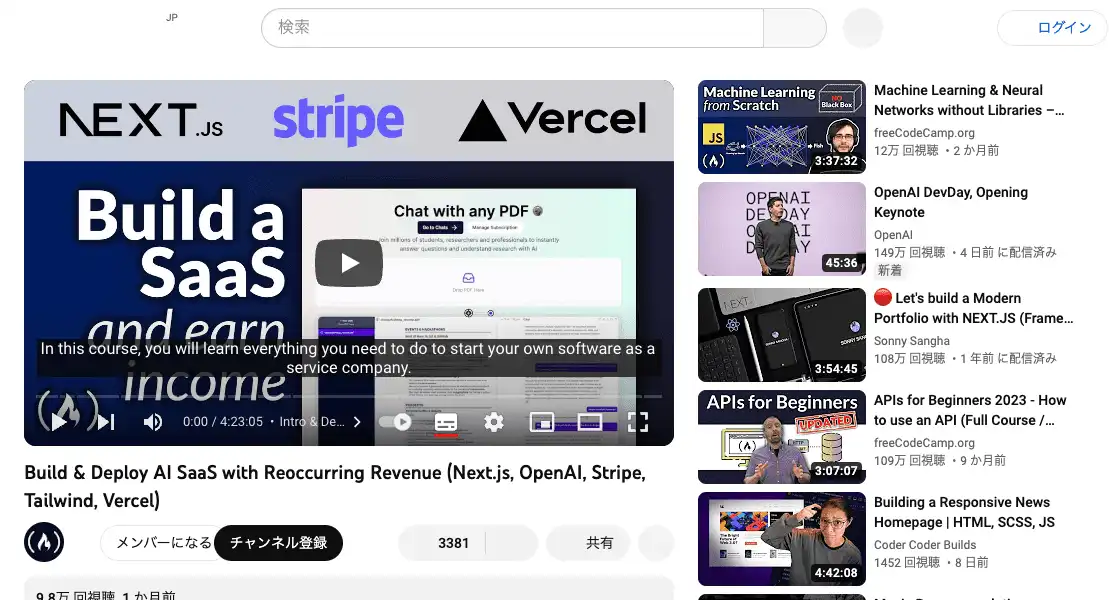 JP
検索
ログイン
NEXT.JS
stripe
Vercel
Build a
SaaS
and earn
income
Chat with any PDF
Go to Chats
Manage Subscription
Join millions of students, researchers and professionals to instantly
answer questions and understand research with AI
Drop PDF Here
In this course, you will learn everything you need to do to start your own software as a
service company.
0:00 / 4:23:05 • Intro & De...
Build & Deploy AI SaaS with Reoccurring Revenue (Next.js, OpenAI, Stripe,
Tailwind, Vercel)
メンバーになる
チャンネル登録
3381
共有
9.8万 回視聴 1 か月前
Machine Learning
from Scratch
NO
Black Box
JS
Fish
3:37:32
Machine Learning & Neural
Networks without Libraries –...
freeCodeCamp.org
12万 回視聴 ・2 か月前
OPENAI
DEVDAY
45:36
OpenAI DevDay, Opening
Keynote
OpenAI
149万 回視聴 ・4 日前 に配信済み
新着
NEXT
3:54:45
Let's build a Modern
Portfolio with NEXT.JS (Frame...
Sonny Sangha
108万 回視聴 ・1 年前 に配信済み
APIs for Beginners
UPDATED
3:07:07
APIs for Beginners 2023 - How
to use an API (Full Course /...
freeCodeCamp.org
109万 回視聴 ・9 か月前
4:42:08
Building a Responsive News
Homepage | HTML, SCSS, JS
Coder Coder Builds
1452 回視聴 ・8 日前